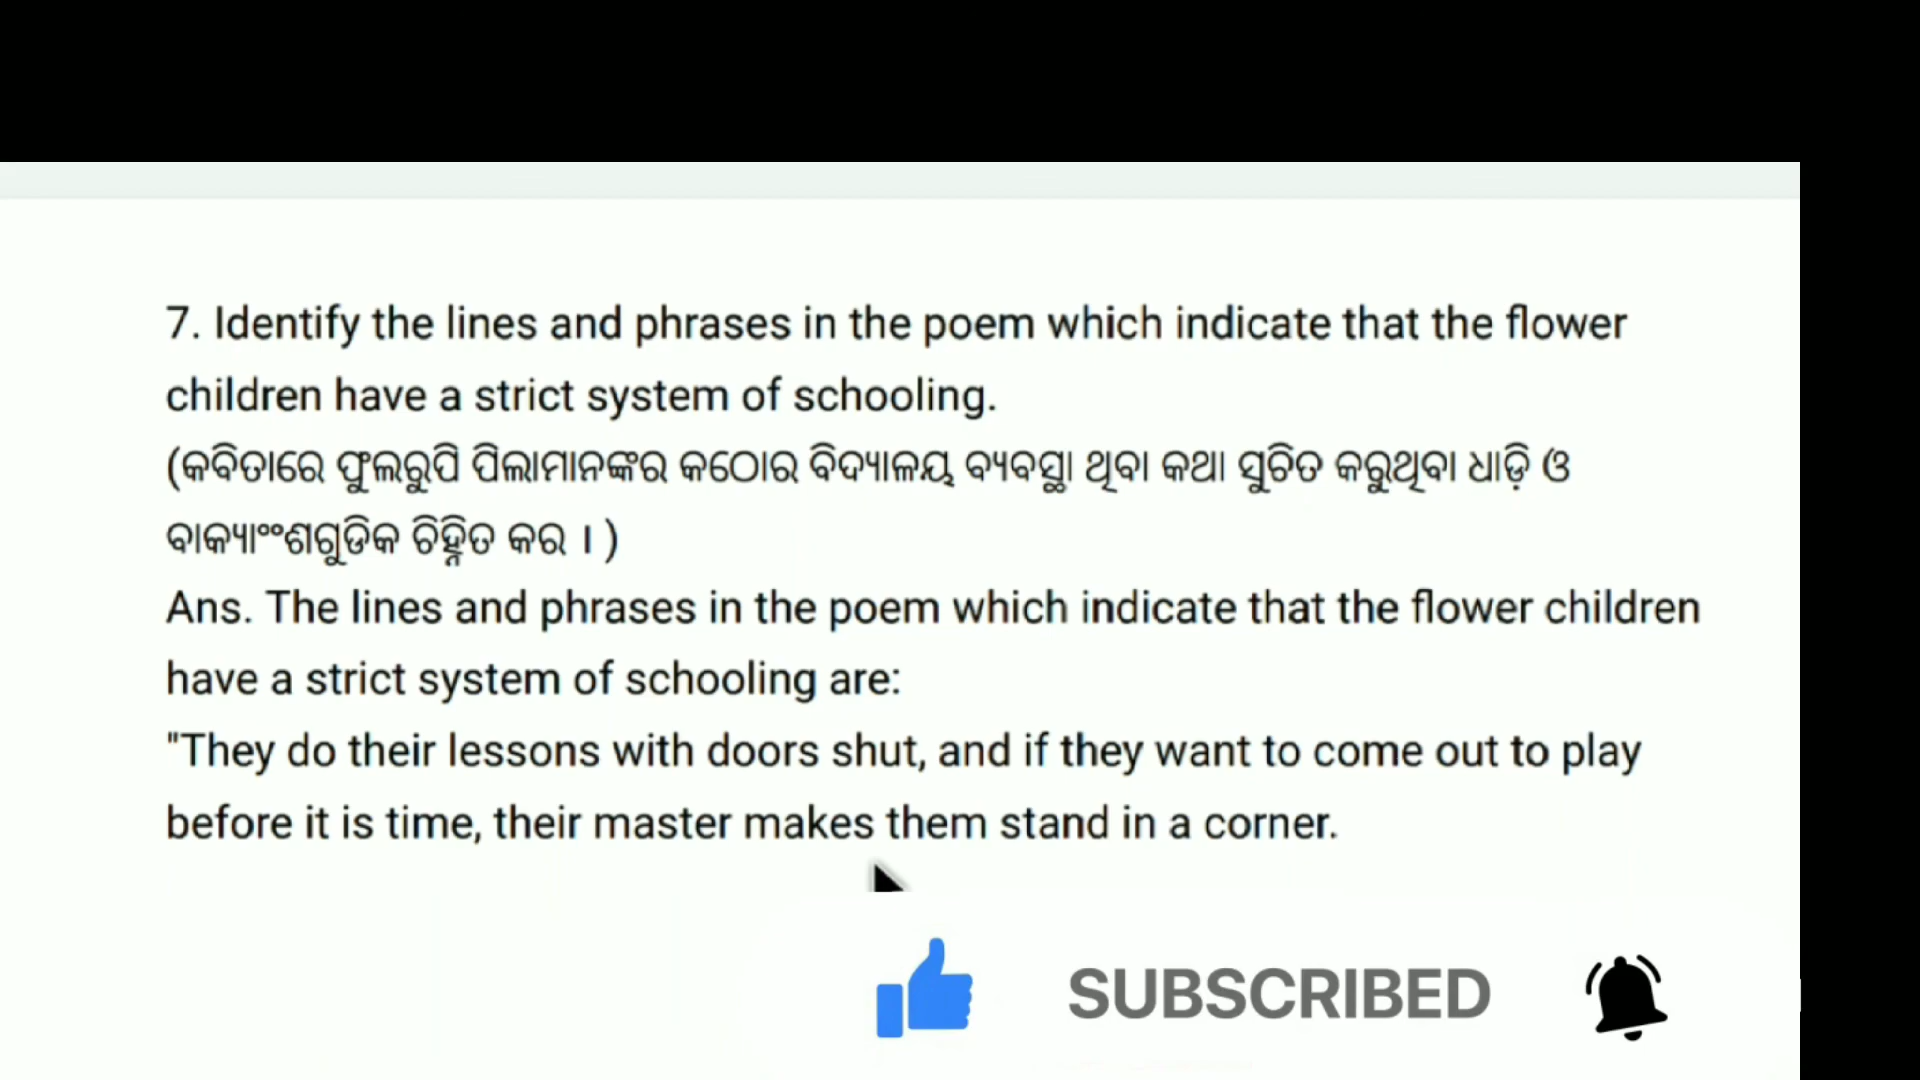 7. Identify the lines and phrases in the poem which indicate that the flower
children have a strict system of schooling.
(କବିତାରେ ଫୁଲରୁପି ପିଲାମାନଙ୍କର କଠୋର ବିଦ୍ୟାଳୟ ବ୍ୟବସ୍ଥା ଥିବା କଥା ସୁଚିତ କରୁଥିବା ଧାଡ଼ି ଓ
ବାକ୍ୟାଂଂଶଗୁଡିକ ଚିହ୍ନିତ କର । )
Ans. The lines and phrases in the poem which indicate that the flower children
have a strict system of schooling are:
"They do their lessons with doors shut, and if they want to come out to play
before it is time, their master makes them stand in a corner.
SUBSCRIBED